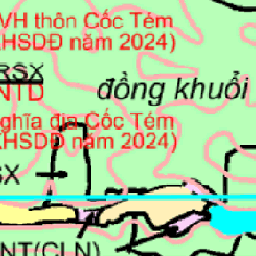 VH thôn Cốc Tém
KHSDĐ năm 2024)
RSX
NTD
đồng khuổi
nghĩa địa Cốc Tém
KHSDĐ năm 2024)
SX
NT(CLN)